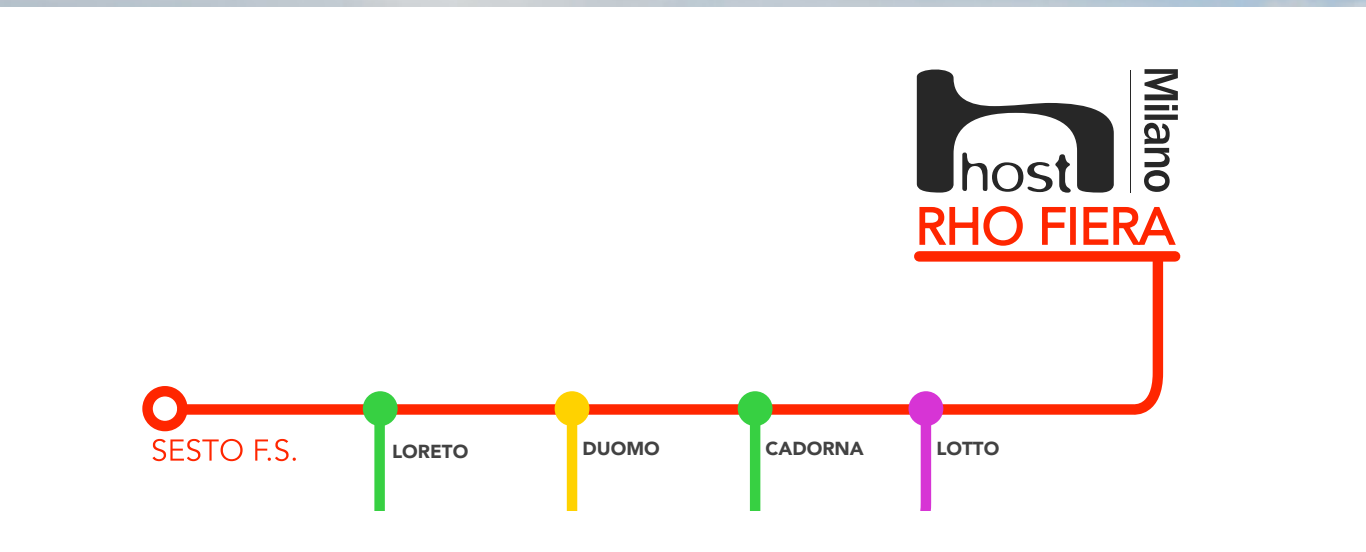 host
Milano
RHO FIERA
SESTO F.S.
LORETO
DUOMO
CADORNA
LOTTO